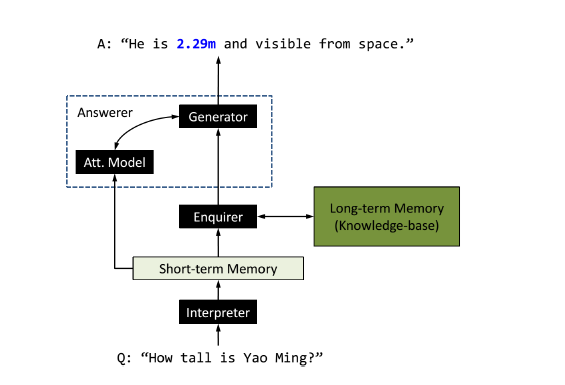 A: “He is 2.29m and visible from space.”
Answerer
Generator
Att. Model
Enquirer
Long-term Memory
(Knowledge-base)
Short-term Memory
Interpreter
Q: “How tall is Yao Ming?”